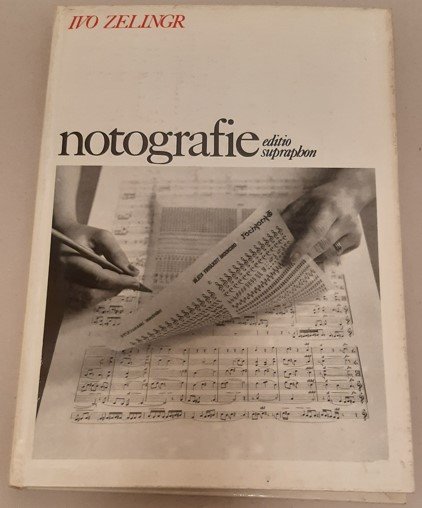 IVO ZELINGR
notografie
editio
supraphon